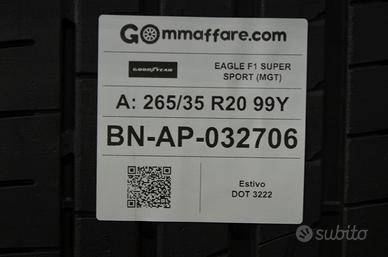 GOmmaffare.com
GOODYEAR
EAGLE F1 SUPER
SPORT (MGT)
A: 265/35 R20 99Y
BN-AP-032706
Estivo
DOT 3222
subito